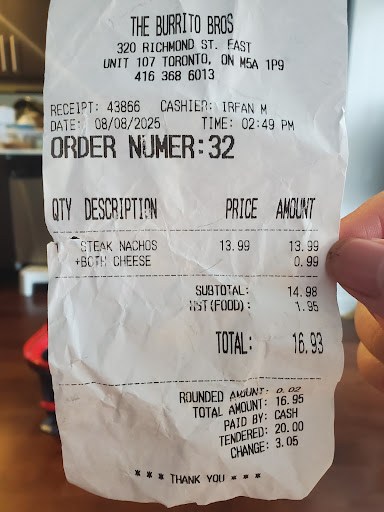 THE BURRITO BROS
320 RICHMOND ST. EAST
UNIT 107 TORONTO, ON M5A 1P9
416 368 6013
RECEIPT: 43866 CASHIER: IRFAN M
DATE: 08/08/2025 TIME: 02:49 PM
ORDER NUMER:32
QTY DESCRIPTION PRICE AMOUNT
1 STEAK NACHOS 13.99 13.99
+BOTH CHEESE 0.99
SUBTOTAL: 14.98
HST(FOOD): 1.95
TOTAL: 16.93
ROUNDED AMOUNT: 0.02
TOTAL AMOUNT: 16.95
PAID BY: CASH
TENDERED: 20.00
CHANGE: 3.05
* * * THANK YOU * * *